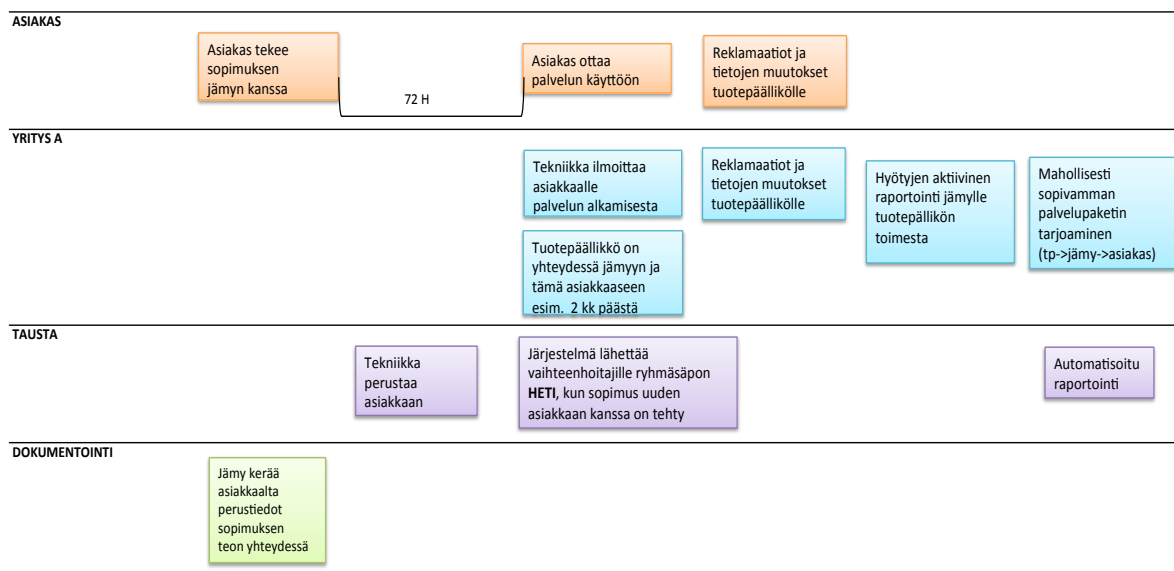 ASIAKAS
Asiakas tekee
sopimuksen
jämyn kanssa
72 H
Asiakas ottaa
palvelun käyttöön
Reklamaatiot ja
tietojen muutokset
tuotepäällikölle
YRITYS A
Tekniikka ilmoittaa
asiakkaalle
palvelun alkamisesta
Tuotepäällikkö on
yhteydessä jämyyn ja
tämä asiakkaaseen
esim. 2 kk päästä
Reklamaatiot ja
tietojen muutokset
tuotepäällikölle
Hyötyjen aktiivinen
raportointi jämylle
tuotepällikön
toimesta
Mahollisesti
sopivamman
palvelupaketin
tarjoaminen
(tp->jämy->asiakas)
TAUSTA
Tekniikka
perustaa
asiakkaan
Järjestelmä lähettää
vaihteenhoitajille ryhmäsäpon
HETI, kun sopimus uuden
asiakkaan kanssa on tehty
Automatisoitu
raportointi
DOKUMENTOINTI
Jämy kerää
asiakkaalta
perustiedot
sopimuksen
teon yhteydessä